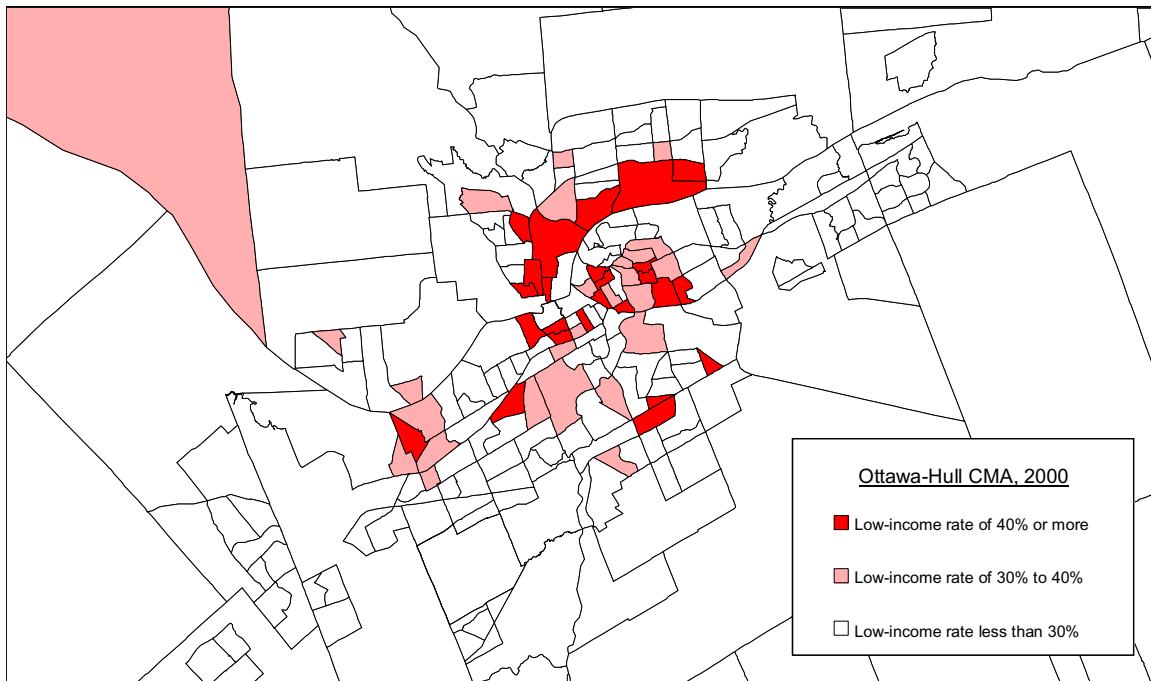 Ottawa-Hull CMA, 2000
Low-income rate of 40% or more
Low-income rate of 30% to 40%
Low-income rate less than 30%